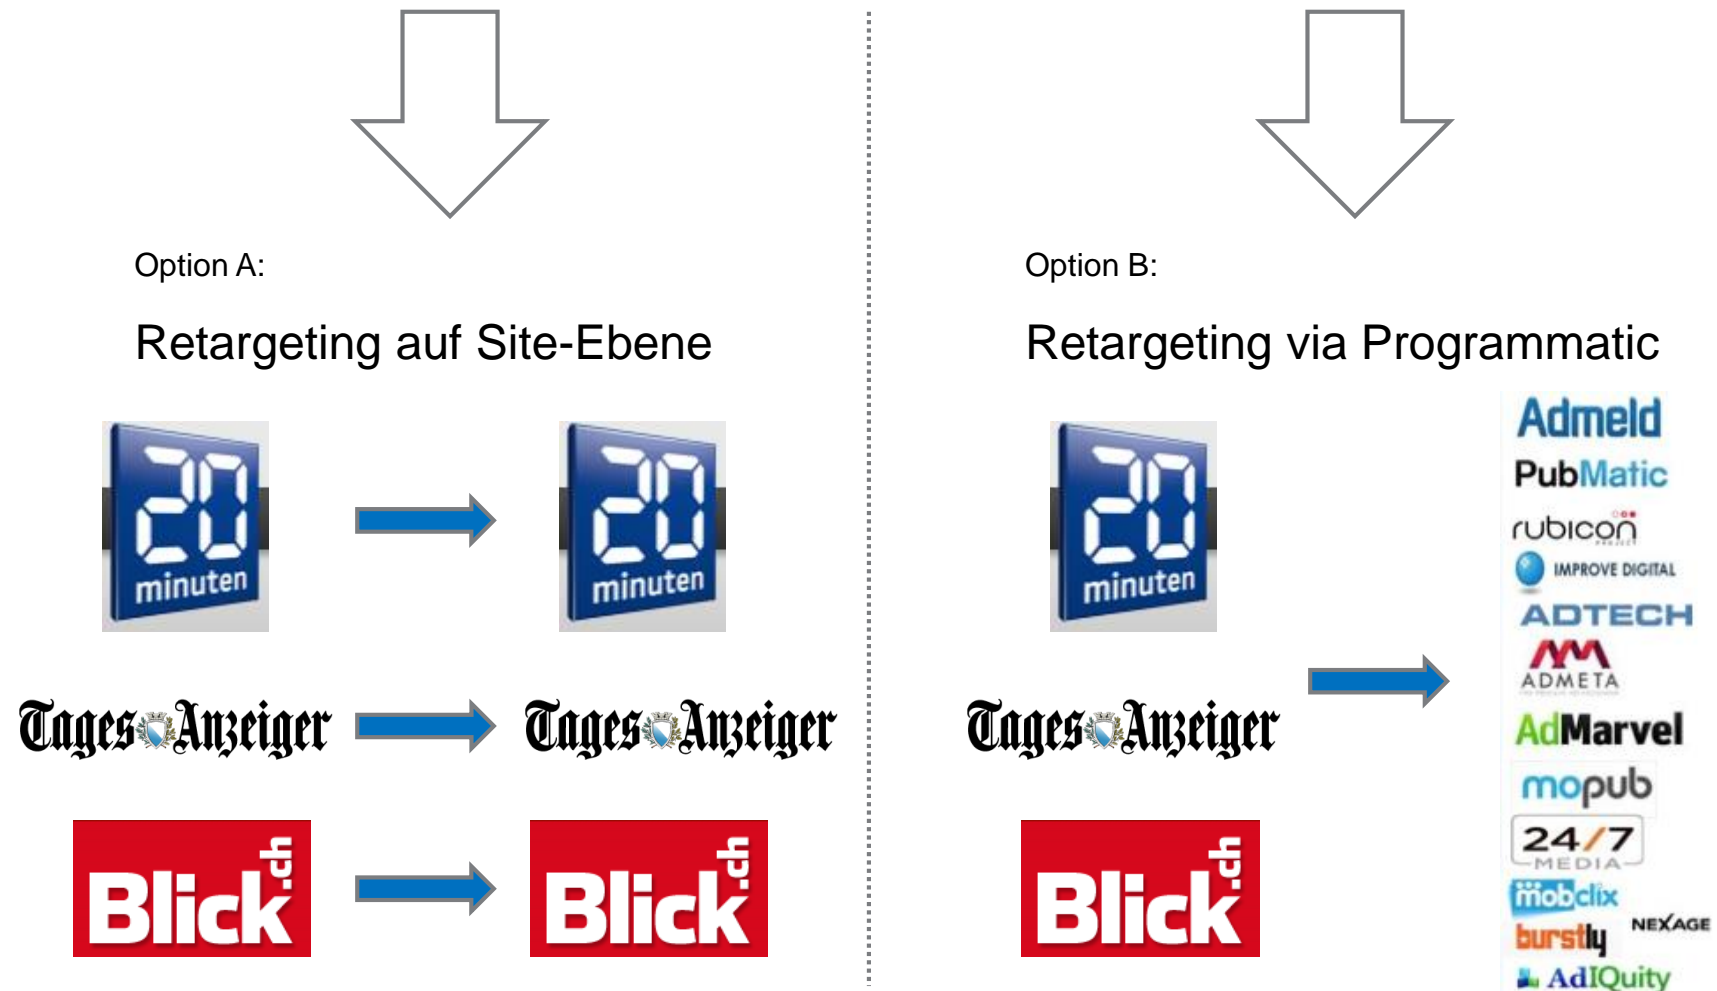 Option A:
Retargeting auf Site-Ebene
20
minuten
20
minuten
Tages Anzeiger
Tages Anzeiger
Blick.ch
Blick.ch
Option B:
Retargeting via Programmatic
20
minuten
Tages Anzeiger
Blick.ch
Admeld
PubMatic
rubicon
PROJECT
IMPROVE DIGITAL
ADTECH
ADMETA
AdMarvel
mopub
24/7
MEDIA
mobclix
NEXAGE
burstly
AdIQuity